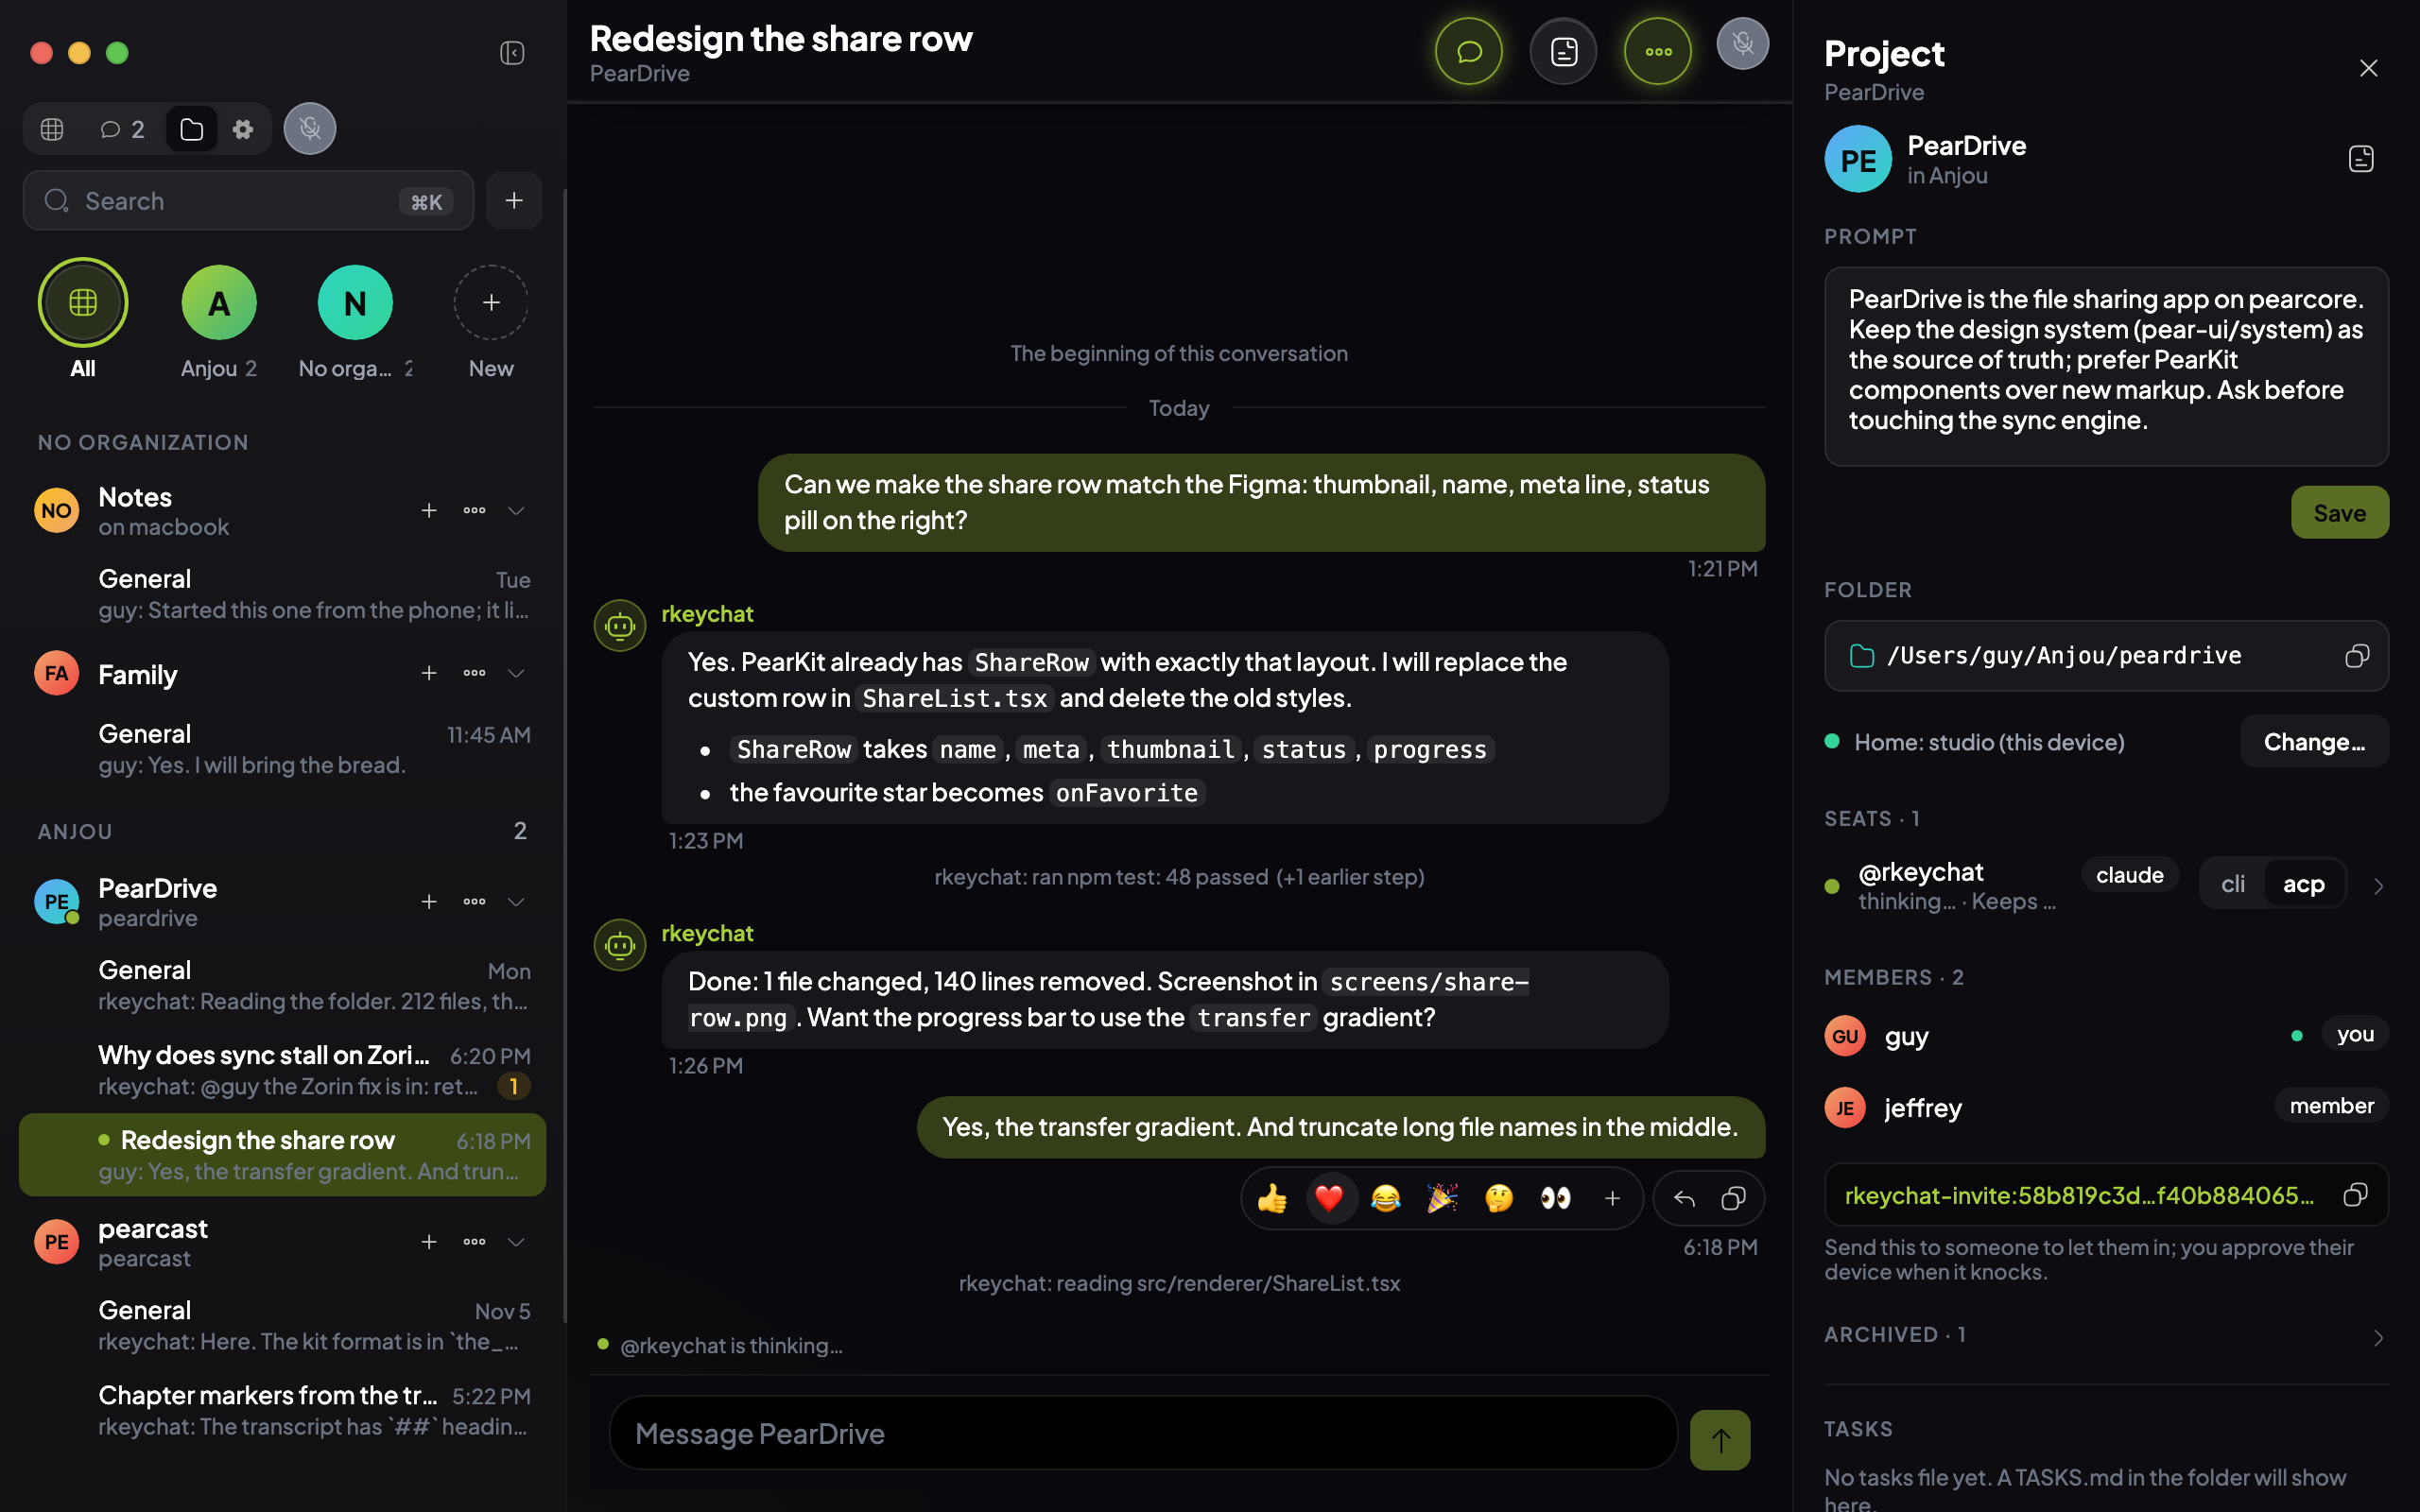 2
Search
⌘K
All
A
Anjou 2
N
No orga...
New
NO ORGANIZATION
NO
Notes
on macbook
General
Tue
guy: Started this one from the phone; it li...
FA
Family
General
11:45 AM
guy: Yes. I will bring the bread.
ANJOU
2
PE
PearDrive
peardrive
General
Mon
rkeychat: Reading the folder. 212 files, th...
Why does sync stall on Zori...
6:20 PM
rkeychat: @guy the Zorin fix is in: ret...
1
Redesign the share row
6:18 PM
guy: Yes, the transfer gradient. And trun...
PE
pearcast
pearcast
General
Nov 5
rkeychat: Here. The kit format is in `the_...
Chapter markers from the tr...
5:22 PM
rkeychat: The transcript has `##` headin...
Redesign the share row
PearDrive
The beginning of this conversation
Today
Can we make the share row match the Figma: thumbnail, name, meta line, status
pill on the right?
1:21 PM
rkeychat
Yes. PearKit already has ShareRow with exactly that layout. I will replace the
custom row in ShareList.tsx and delete the old styles.
• ShareRow takes name, meta, thumbnail, status, progress
• the favourite star becomes onFavorite
1:23 PM
rkeychat: ran npm test: 48 passed (+1 earlier step)
rkeychat
Done: 1 file changed, 140 lines removed. Screenshot in screens/share-
row.png. Want the progress bar to use the transfer gradient?
1:26 PM
Yes, the transfer gradient. And truncate long file names in the middle.
👍 ❤️ 😂 🎉 🤔 👀
6:18 PM
rkeychat: reading src/renderer/ShareList.tsx
@rkeychat is thinking...
Message PearDrive
Project
PearDrive
PE
PearDrive
in Anjou
PROMPT
PearDrive is the file sharing app on pearcore.
Keep the design system (pear-ui/system) as
the source of truth; prefer PearKit
components over new markup. Ask before
touching the sync engine.
Save
FOLDER
/Users/guy/Anjou/peardrive
Home: studio (this device)
Change...
SEATS · 1
@rkeychat
thinking... · Keeps ...
claude
cli
acp
MEMBERS · 2
GU
guy
you
JE
jeffrey
member
rkeychat-invite:58b819c3d...f40b884065...
Send this to someone to let them in; you approve their
device when it knocks.
ARCHIVED · 1
TASKS
No tasks file yet. A TASKS.md in the folder will show
here.